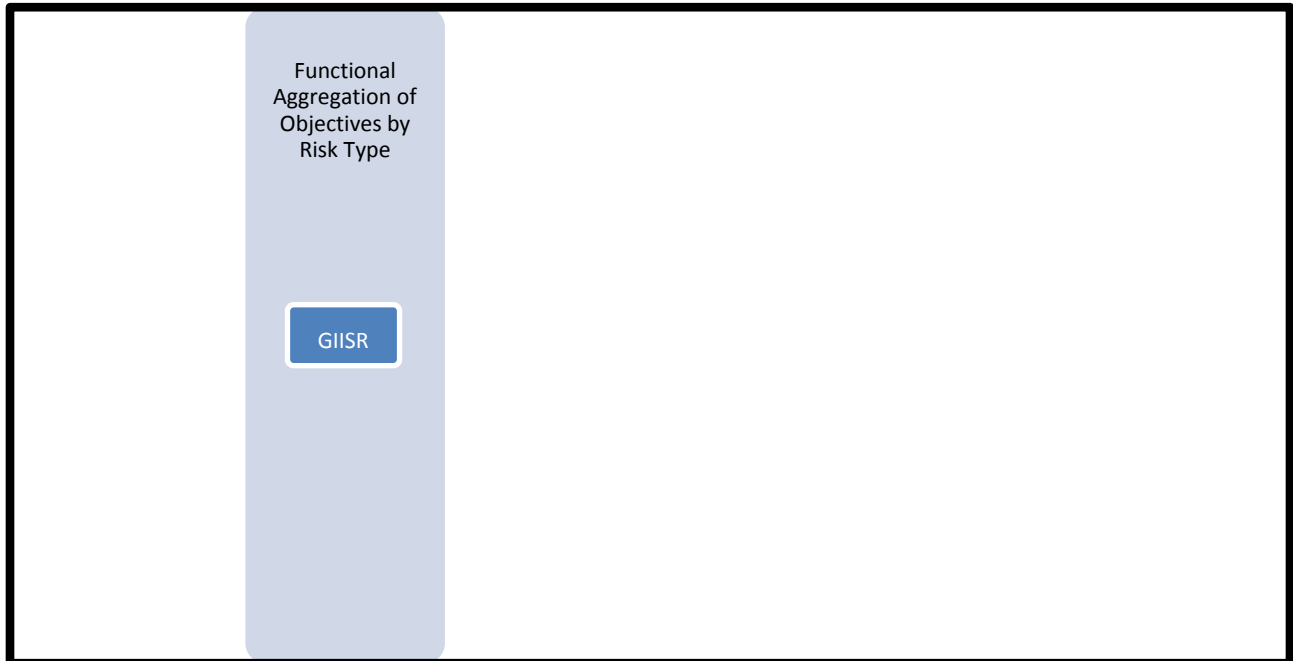 Functional
Aggregation of
Objectives by
Risk Type
GIISR